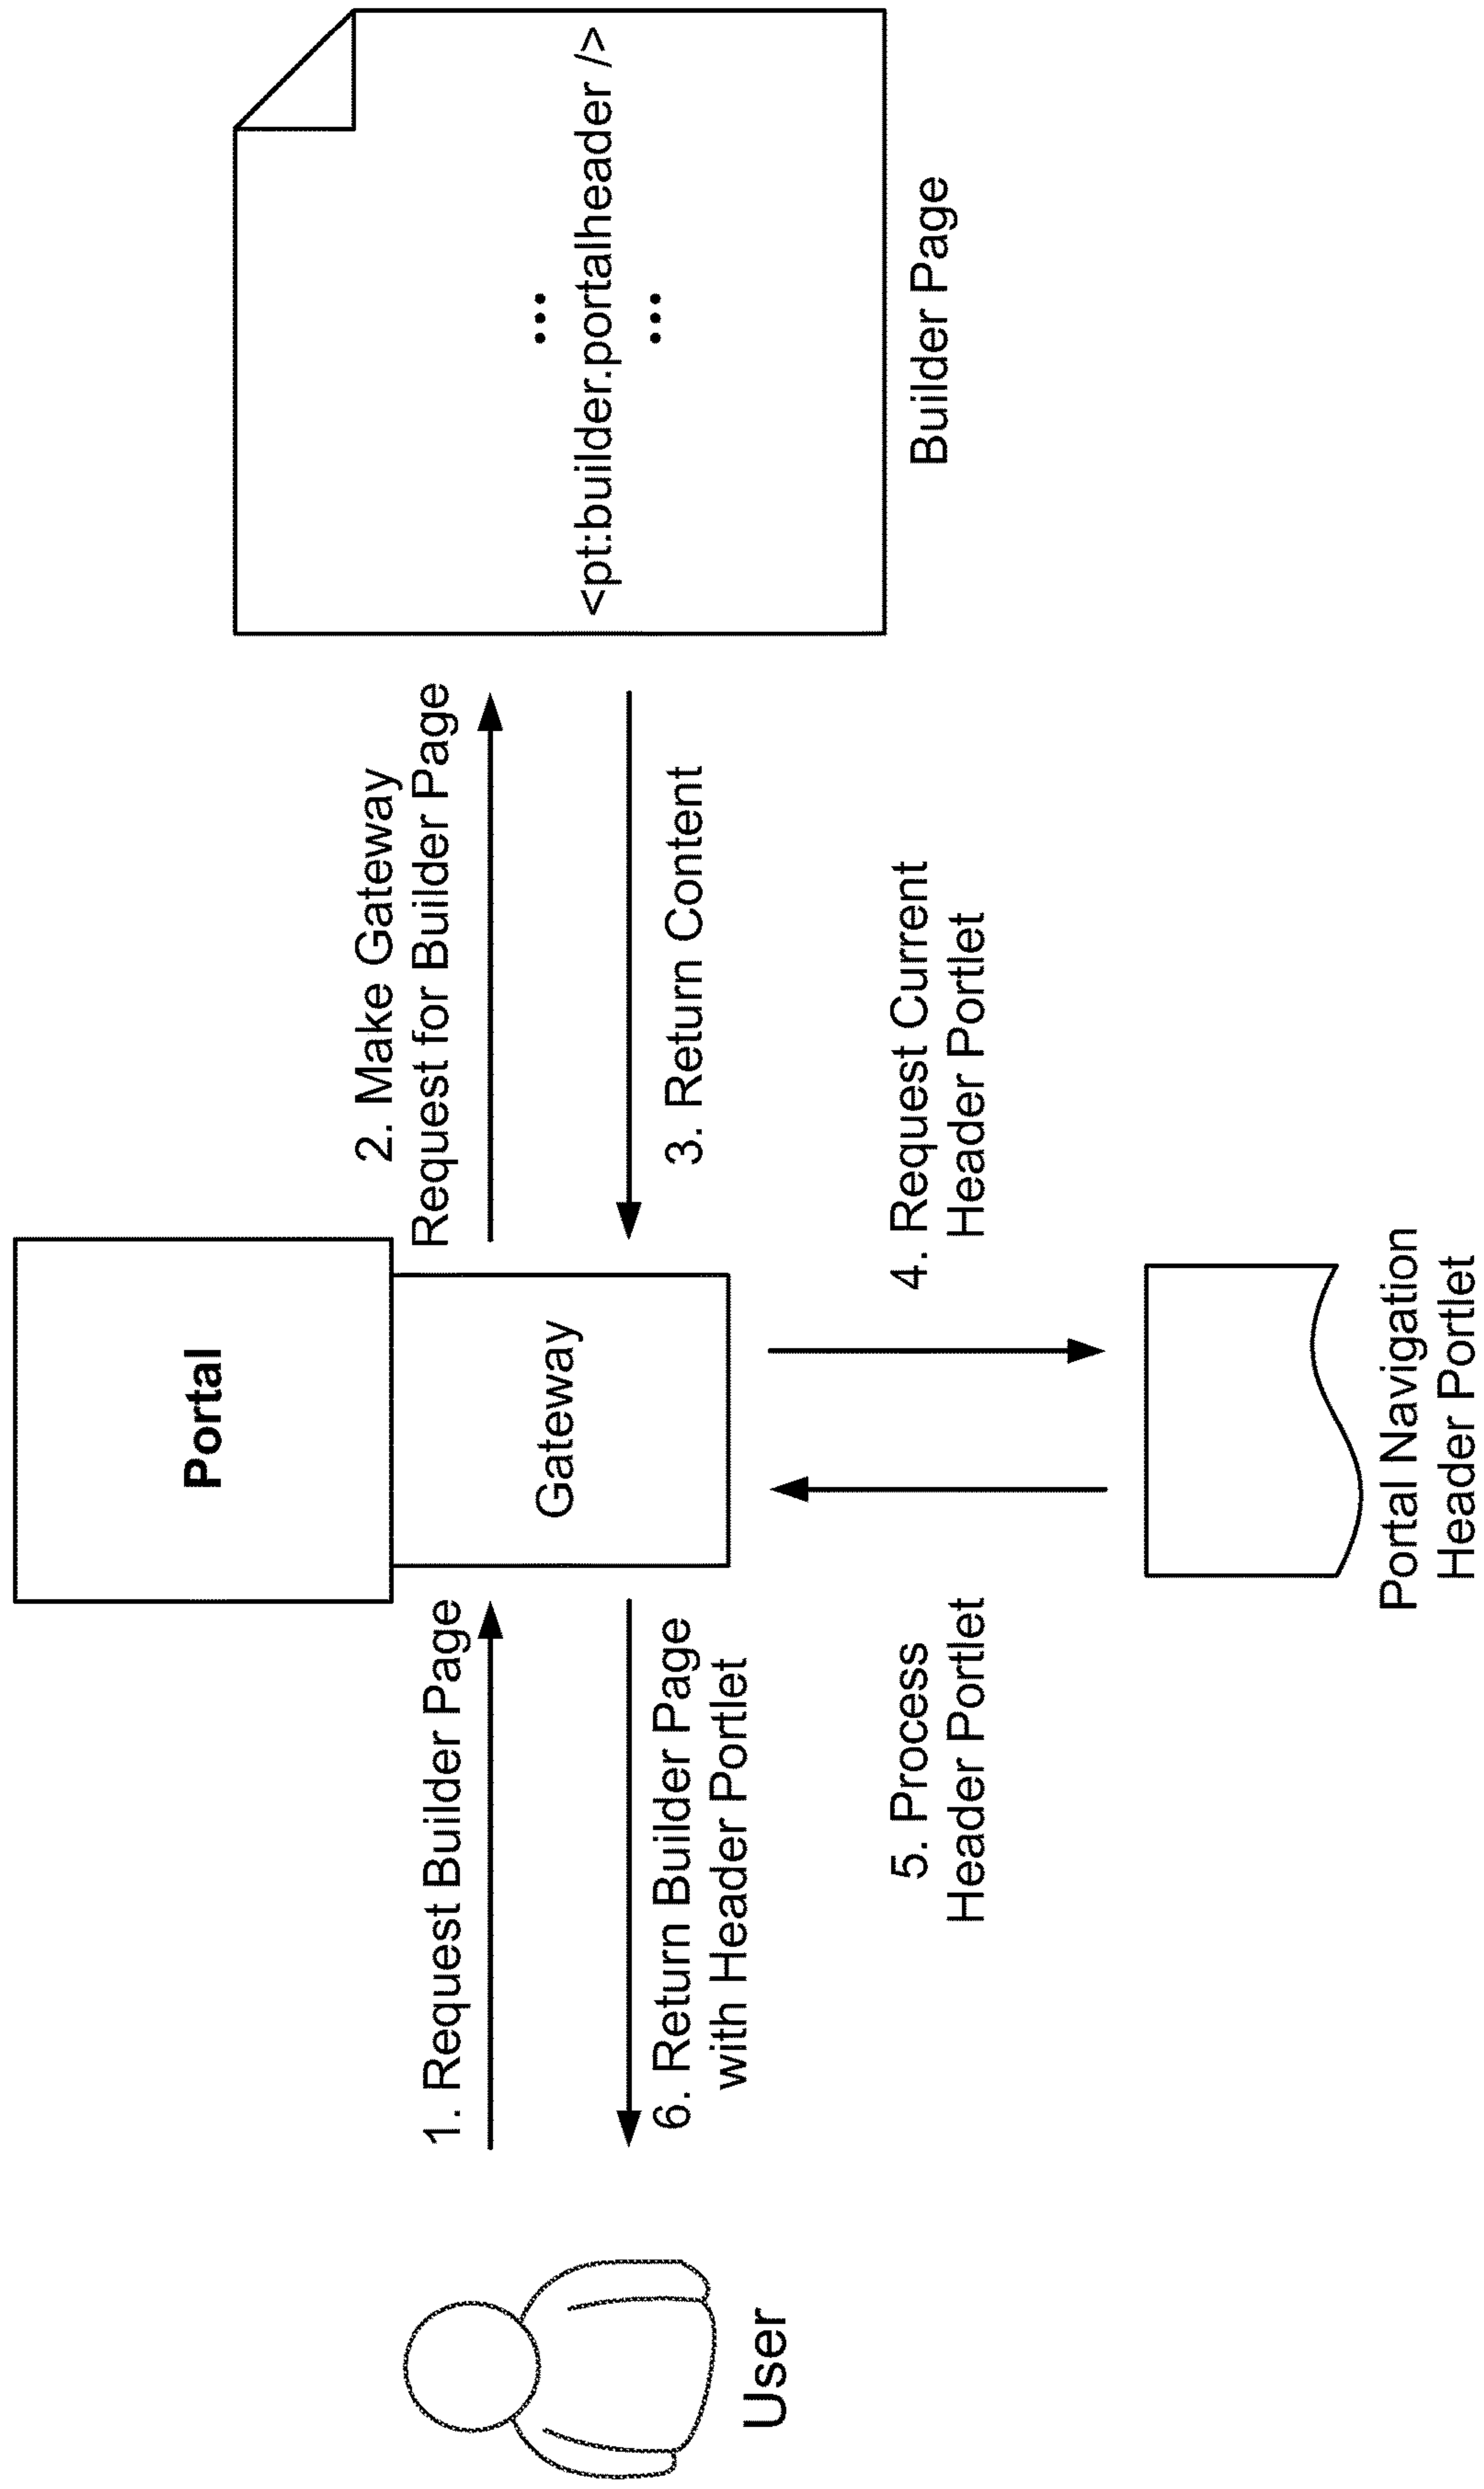 Portal
Gateway
1. Request Builder Page
2. Make Gateway
Request for Builder Page
...
<pt:builder.portalheader />
...
Builder Page
3. Return Content
6. Return Builder Page
with Header Portlet
User
5. Process
Header Portlet
4. Request Current
Header Portlet
Portal Navigation
Header Portlet